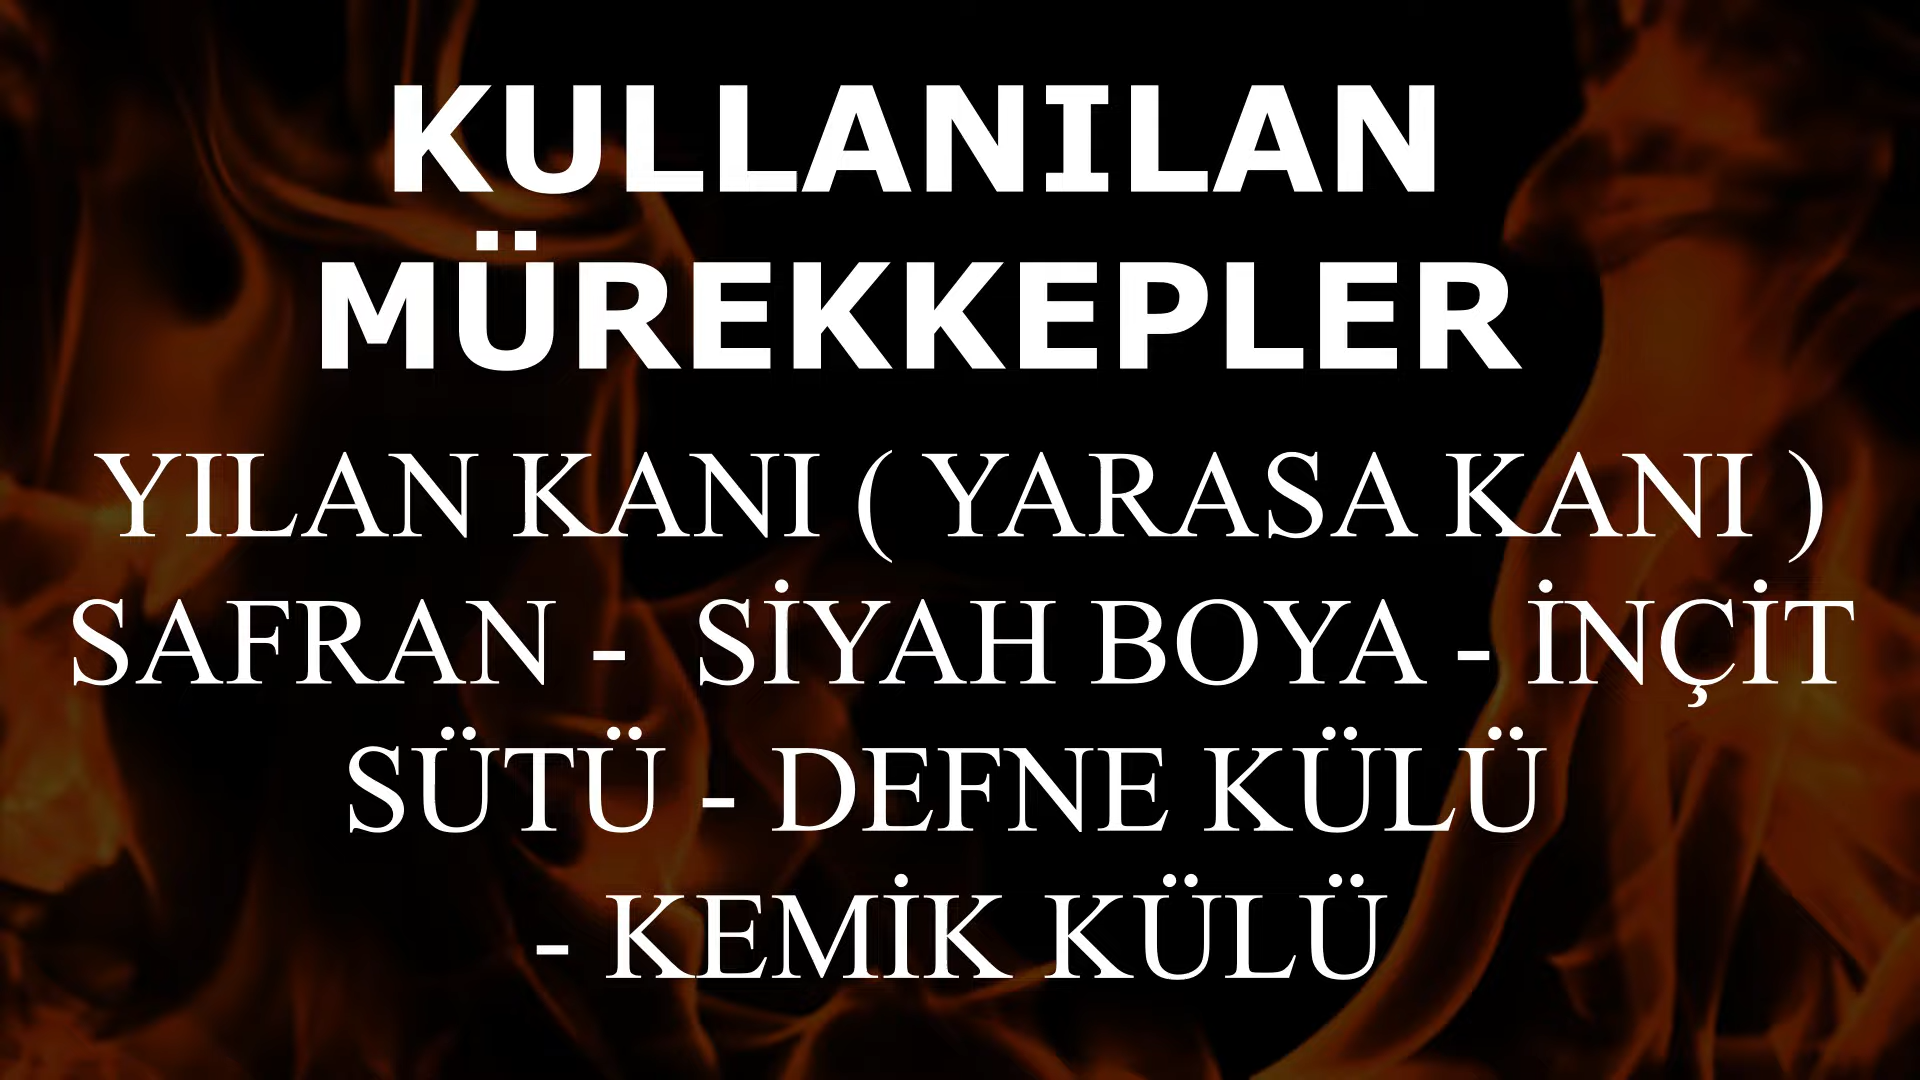 KULLANILAN
MÜREKKEPLER
YILAN KANI ( YARASA KANI )
SAFRAN - SİYAH BOYA - İNÇİT
SÜTÜ - DEFNE KÜLÜ
- KEMİK KÜLÜ